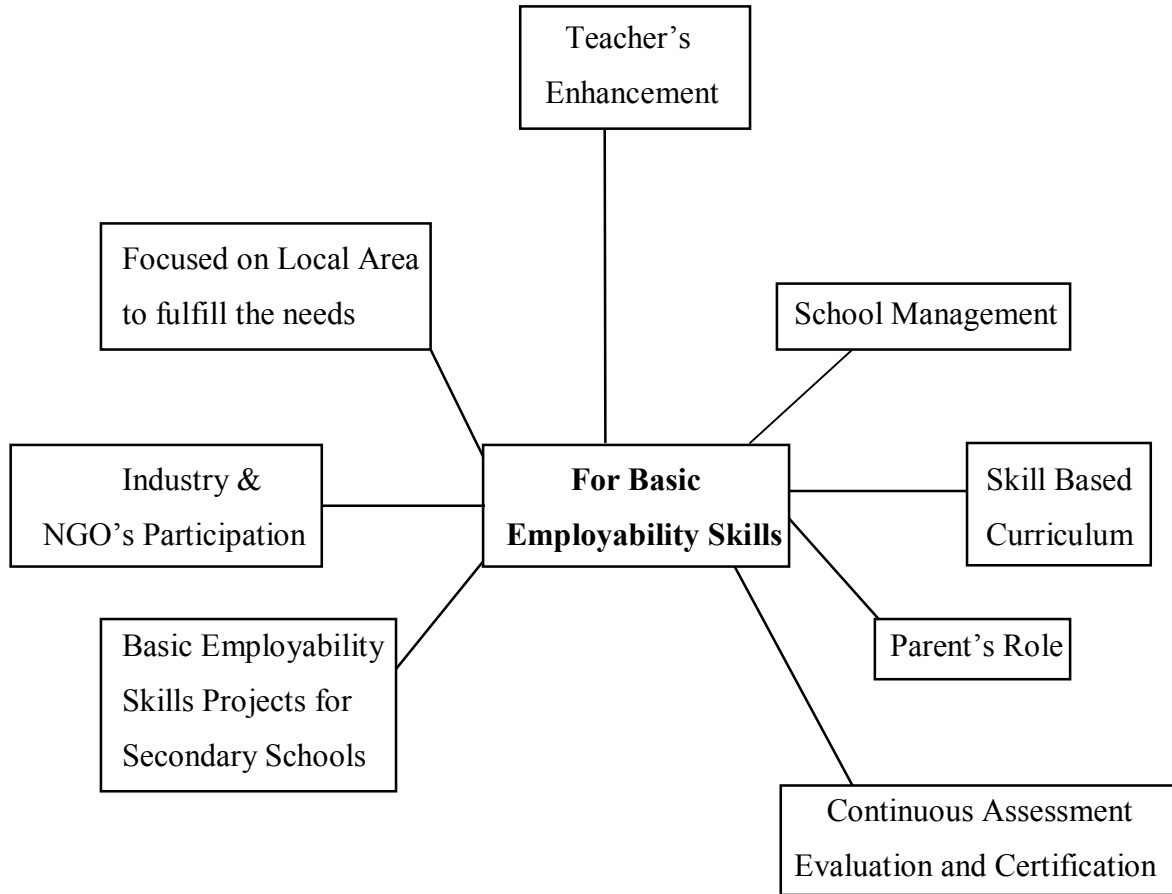 Teacher’s
Enhancement
Focused on Local Area
to fulfill the needs
School Management
Industry &
NGO’s Participation
For Basic
Employability Skills
Skill Based
Curriculum
Basic Employability
Skills Projects for
Secondary Schools
Parent’s Role
Continuous Assessment
Evaluation and Certification